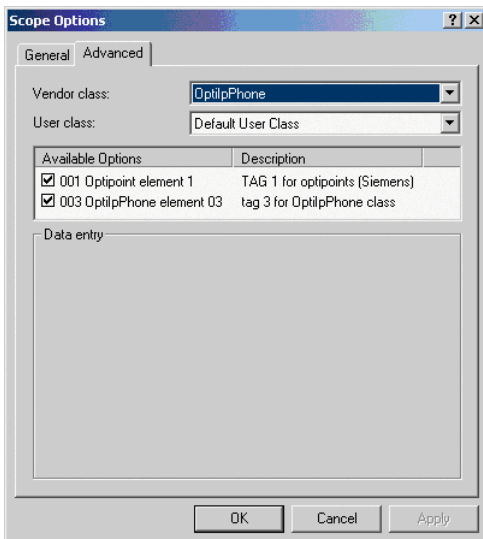 Scope Options
General Advanced
Vendor class: OptiIpPhone
User class: Default User Class
Available Options Description
001 Optipoint element 1 TAG 1 for optipoints (Siemens)
003 OptiIpPhone element 03 tag 3 for OptiIpPhone class
Data entry
OK Cancel Apply